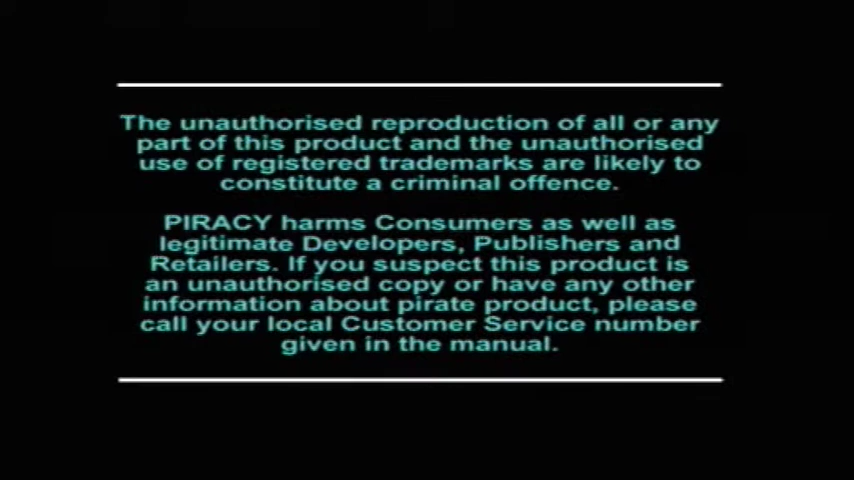 The unauthorised reproduction of all or any
part of this product and the unauthorised
use of registered trademarks are likely to
constitute a criminal offence.
PIRACY harms Consumers as well as
legitimate Developers, Publishers and
Retailers. If you suspect this product is
an unauthorised copy or have any other
information about pirate product, please
call your local Customer Service number
given in the manual.